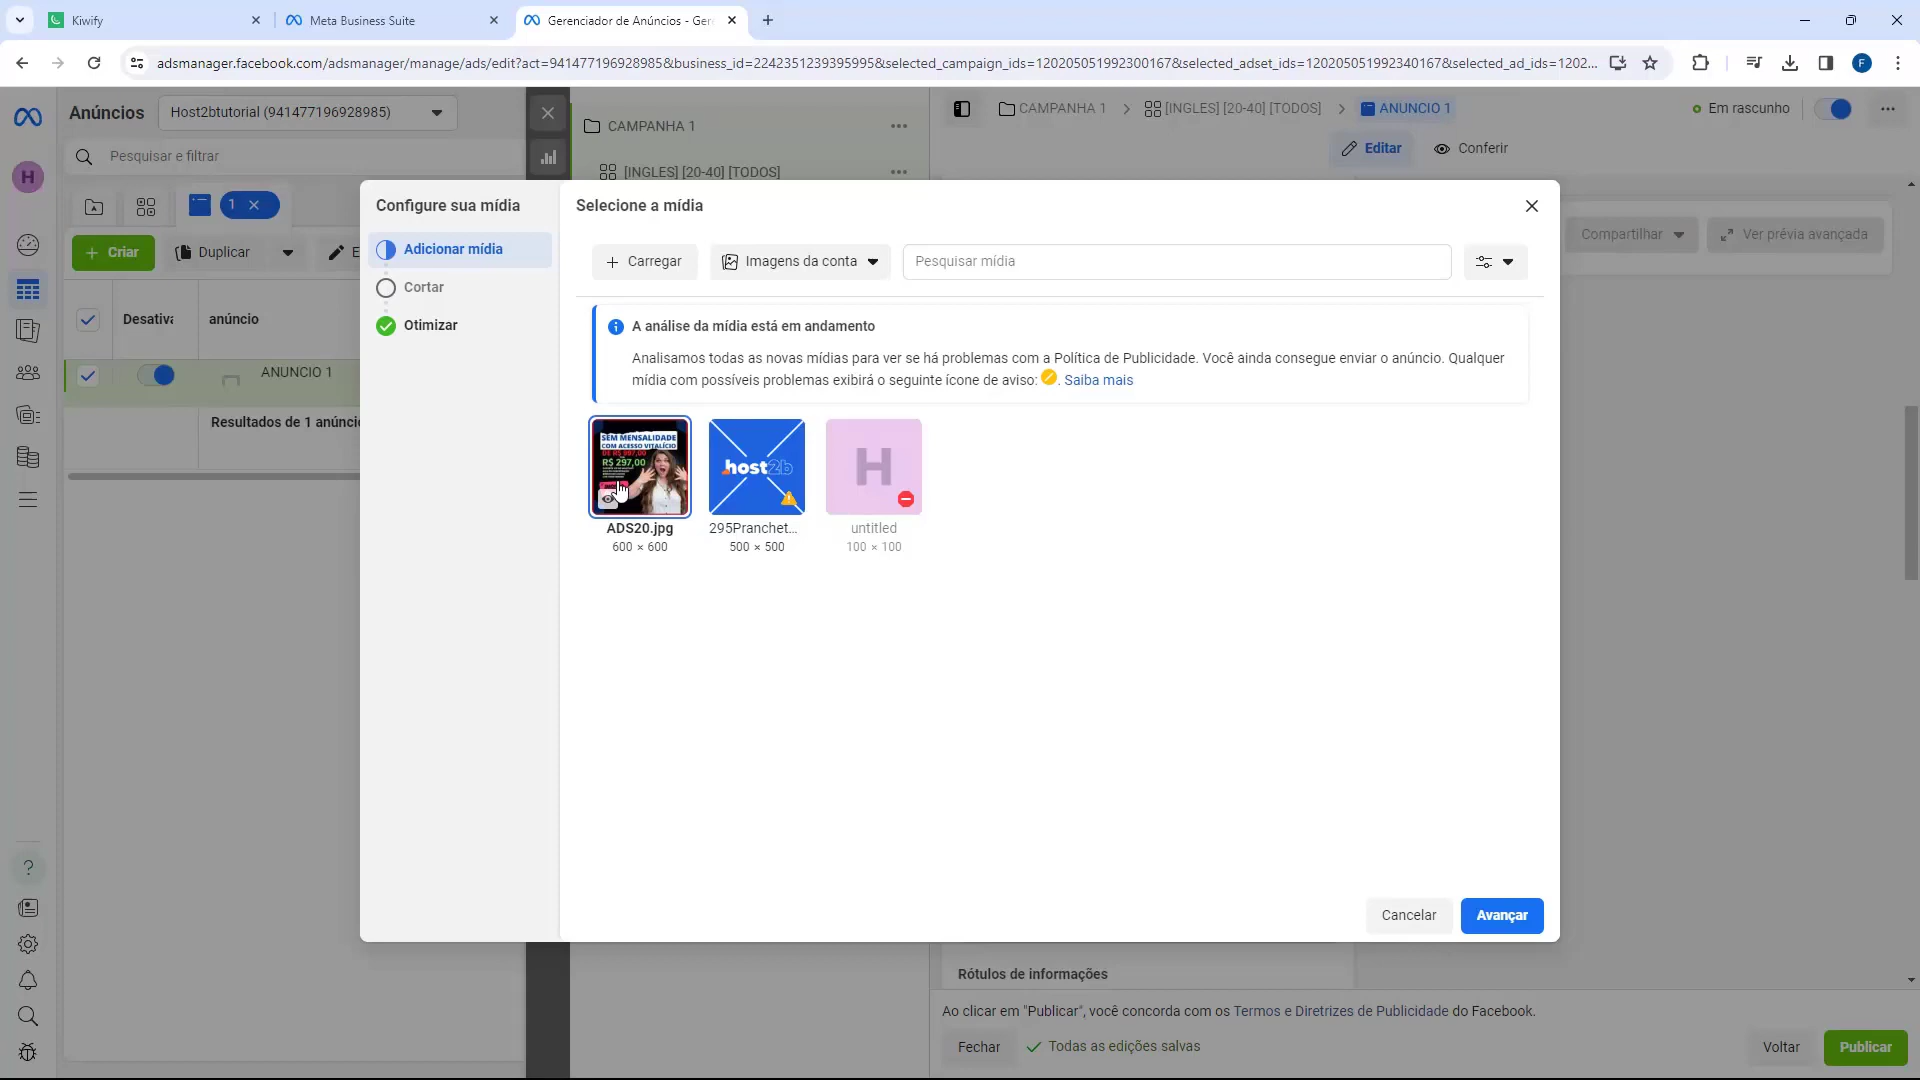 Kiwify
Meta Business Suite
Gerenciador de Anúncios - Ger
adsmanager.facebook.com/adsmanager/manage/ads/edit?act=941477196928985&business_id=2242351239395995&selected_campaign_ids=120205051992300167&selected_adset_ids=120205051992340167&selected_ad_ids=1202...
F
Anúncios
Host2btutorial (941477196928985)
Pesquisar e filtrar
H
1
Criar
Duplicar
E
Desativa
anúncio
ANUNCIO 1
Resultados de 1 anúncio
CAMPANHA 1
[INGLES] [20-40] [TODOS]
CAMPANHA 1
[INGLES] [20-40] [TODOS]
ANUNCIO 1
Em rascunho
Editar
Conferir
Compartilhar
Ver prévia avançada
Configure sua mídia
Adicionar mídia
Cortar
Otimizar
Selecione a mídia
+ Carregar
Imagens da conta
Pesquisar mídia
A análise da mídia está em andamento
Analisamos todas as novas mídias para ver se há problemas com a Política de Publicidade. Você ainda consegue enviar o anúncio. Qualquer
mídia com possíveis problemas exibirá o seguinte ícone de aviso: . Saiba mais
SEM MENSALIDADE
COM ACESSO VITALÍCIO
R$ 297,00
host2b
H
ADS20.jpg
295Pranchet...
untitled
600 × 600
500 × 500
100 × 100
Cancelar
Avançar
Rótulos de informações
Ao clicar em "Publicar", você concorda com os Termos e Diretrizes de Publicidade do Facebook.
Fechar
Todas as edições salvas
Voltar
Publicar